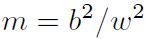 m = b²/w²